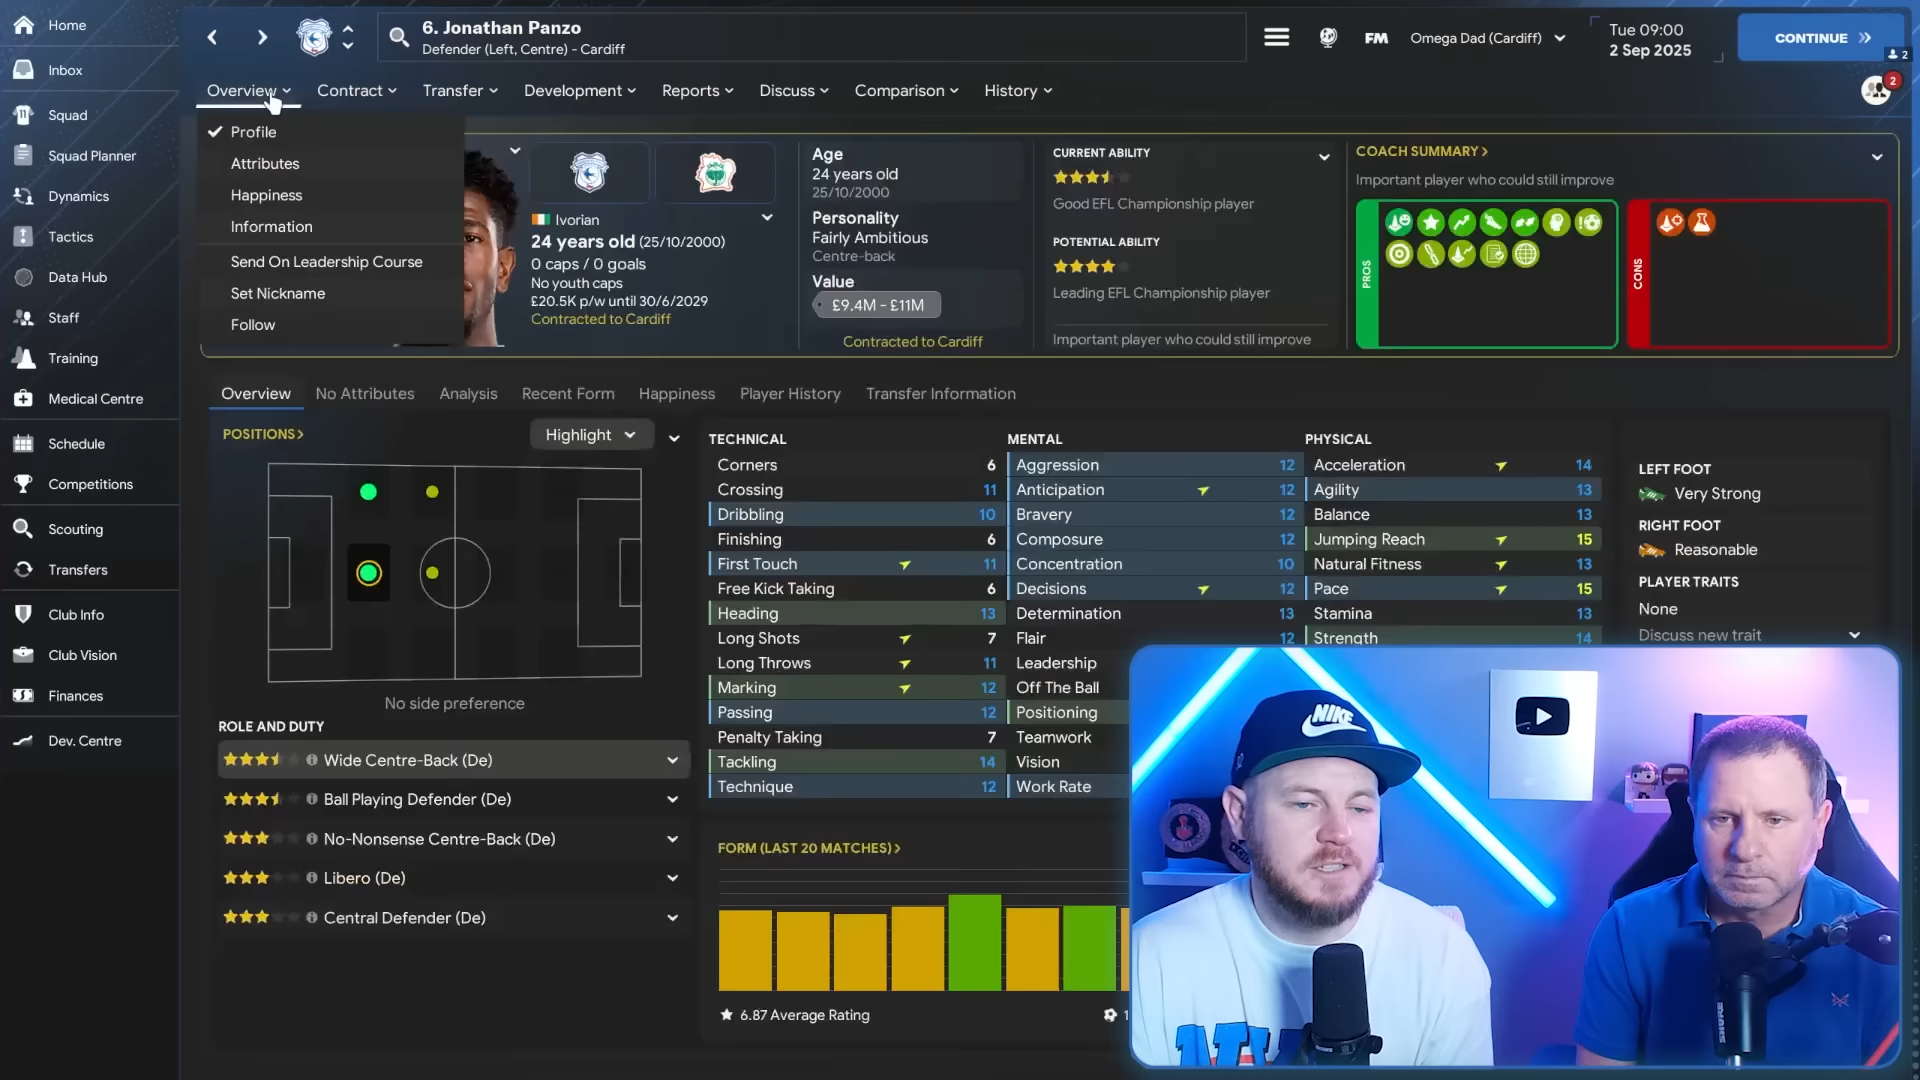 Home
Inbox
Squad
Squad Planner
Dynamics
Tactics
Data Hub
Staff
Training
Medical Centre
Schedule
Competitions
Scouting
Transfers
Club Info
Club Vision
Finances
Dev. Centre
6. Jonathan Panzo
Defender (Left, Centre) - Cardiff
FM
Omega Dad (Cardiff)
Tue 09:00
2 Sep 2025
CONTINUE
2
2
Overview
Contract
Transfer
Development
Reports
Discuss
Comparison
History
Profile
Attributes
Happiness
Information
Send On Leadership Course
Set Nickname
Follow
Ivorian
24 years old (25/10/2000)
0 caps / 0 goals
No youth caps
£20.5K p/w until 30/6/2029
Contracted to Cardiff
Age
24 years old
25/10/2000
Personality
Fairly Ambitious
Centre-back
Value
£9.4M - £11M
Contracted to Cardiff
CURRENT ABILITY
Good EFL Championship player
POTENTIAL ABILITY
Leading EFL Championship player
Important player who could still improve
COACH SUMMARY
Important player who could still improve
PROS
CONS
Overview
No Attributes
Analysis
Recent Form
Happiness
Player History
Transfer Information
POSITIONS
Highlight
No side preference
ROLE AND DUTY
Wide Centre-Back (De)
Ball Playing Defender (De)
No-Nonsense Centre-Back (De)
Libero (De)
Central Defender (De)
TECHNICAL
Corners 6
Crossing 11
Dribbling 10
Finishing 6
First Touch 11
Free Kick Taking 6
Heading 13
Long Shots 7
Long Throws 11
Marking 12
Passing 12
Penalty Taking 7
Tackling 14
Technique 12
MENTAL
Aggression 12
Anticipation 12
Bravery 12
Composure 12
Concentration 10
Decisions 12
Determination 13
Flair 12
Leadership
Off The Ball
Positioning
Teamwork
Vision
Work Rate
PHYSICAL
Acceleration 14
Agility 13
Balance 13
Jumping Reach 15
Natural Fitness 13
Pace 15
Stamina 13
Strength 14
LEFT FOOT
Very Strong
RIGHT FOOT
Reasonable
PLAYER TRAITS
None
Discuss new trait
FORM (LAST 20 MATCHES)
6.87 Average Rating
1
NIKE
SHURE